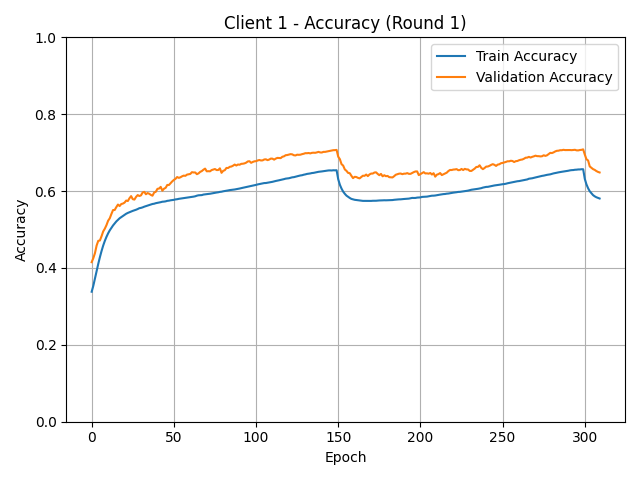 Client 1 - Accuracy (Round 1)
Train Accuracy
Validation Accuracy
Accuracy
1.0
0.8
0.6
0.4
0.2
0.0
0 50 100 150 200 250 300
Epoch